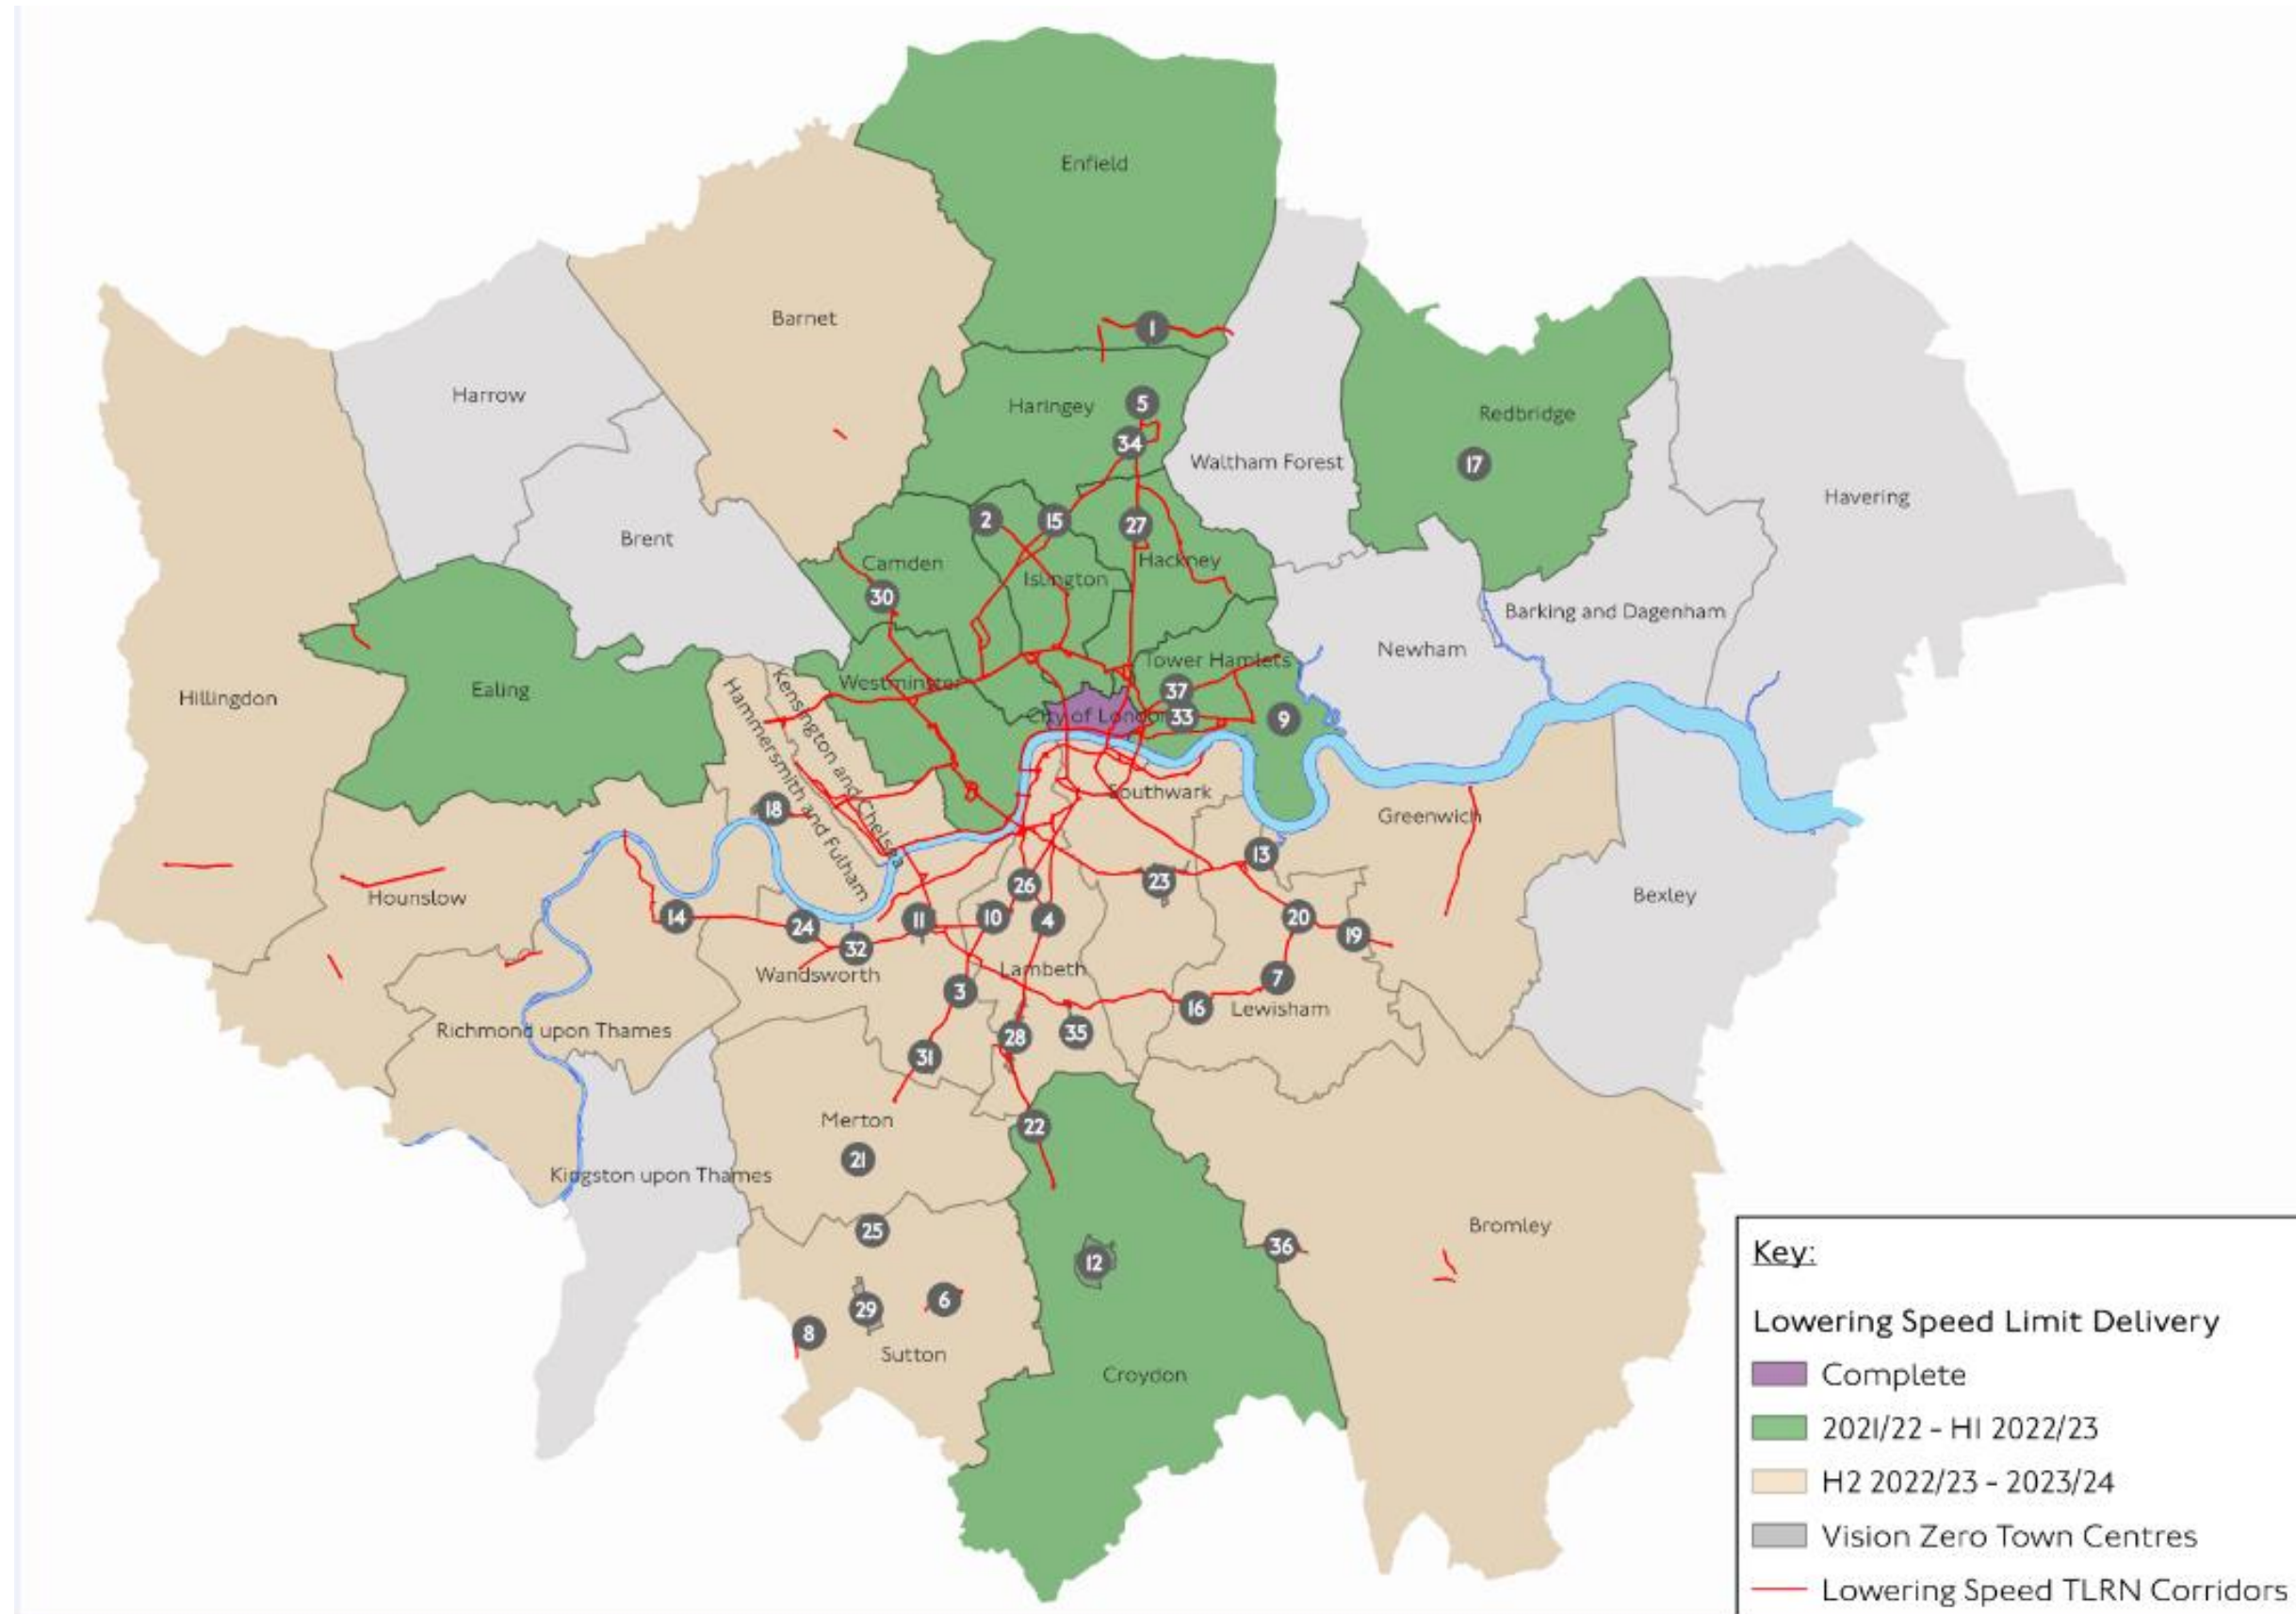 Enfield
Barnet
1
Harrow
Haringey
5
Redbridge
34
Waltham Forest
17
Havering
2
15
27
Brent
Camden
Hackney
Islington
30
Barking and Dagenham
Newham
Tower Hamlets
Hillingdon
Ealing
Westminster
37
Kensington and Chelsea
Hammersmith and Fulham
City of London
33
9
Southwark
18
Greenwich
13
23
26
Bexley
Hounslow
14
24
11
10
4
20
19
32
Wandsworth
Lambeth
7
3
16
Lewisham
Richmond upon Thames
28
35
31
Merton
22
21
Kingston upon Thames
25
36
Bromley
12
6
29
8
Sutton
Croydon
Key:
Lowering Speed Limit Delivery
Complete
2021/22 - H1 2022/23
H2 2022/23 - 2023/24
Vision Zero Town Centres
Lowering Speed TLRN Corridors